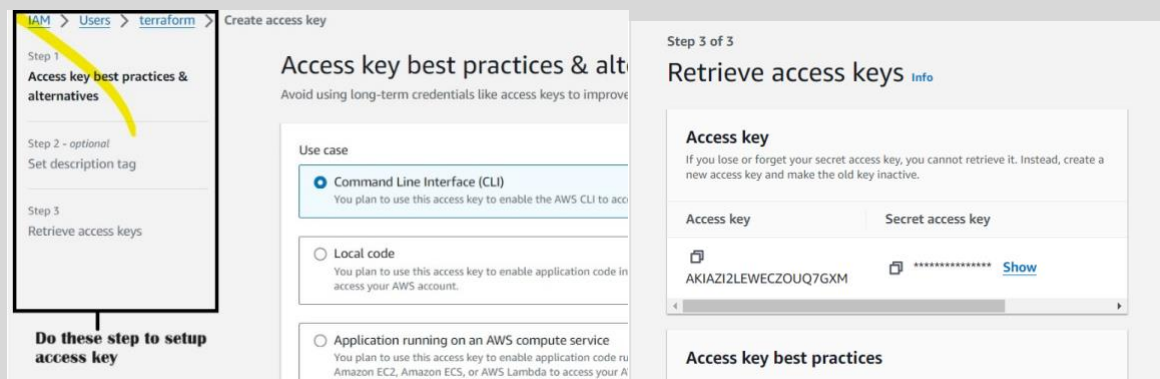 IAM > Users > terraform > Create access key
Step 1
Access key best practices &
alternatives
Step 2 - optional
Set description tag
Step 3
Retrieve access keys
Do these step to setup
access key
Access key best practices & alt
Avoid using long-term credentials like access keys to improve
Use case
Command Line Interface (CLI)
You plan to use this access key to enable the AWS CLI to acc
Local code
You plan to use this access key to enable application code in
access your AWS account.
Application running on an AWS compute service
You plan to use this access key to enable application code ru
Amazon EC2, Amazon ECS, or AWS Lambda to access your A
Step 3 of 3
Retrieve access keys Info
Access key
If you lose or forget your secret access key, you cannot retrieve it. Instead, create a
new access key and make the old key inactive.
Access key Secret access key
AKIAZI2LEWECZOUQ7GXM
*************** Show
Access key best practices